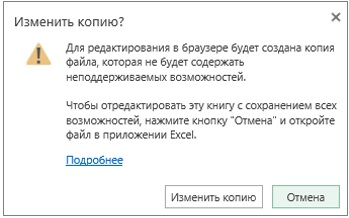 Изменить копию?
Для редактирования в браузере будет создана копия
файла, которая не будет содержать
неподдерживаемых возможностей.
Чтобы отредактировать эту книгу с сохранением всех
возможностей, нажмите кнопку "Отмена" и откройте
файл в приложении Excel.
Подробнее
Изменить копию
Отмена